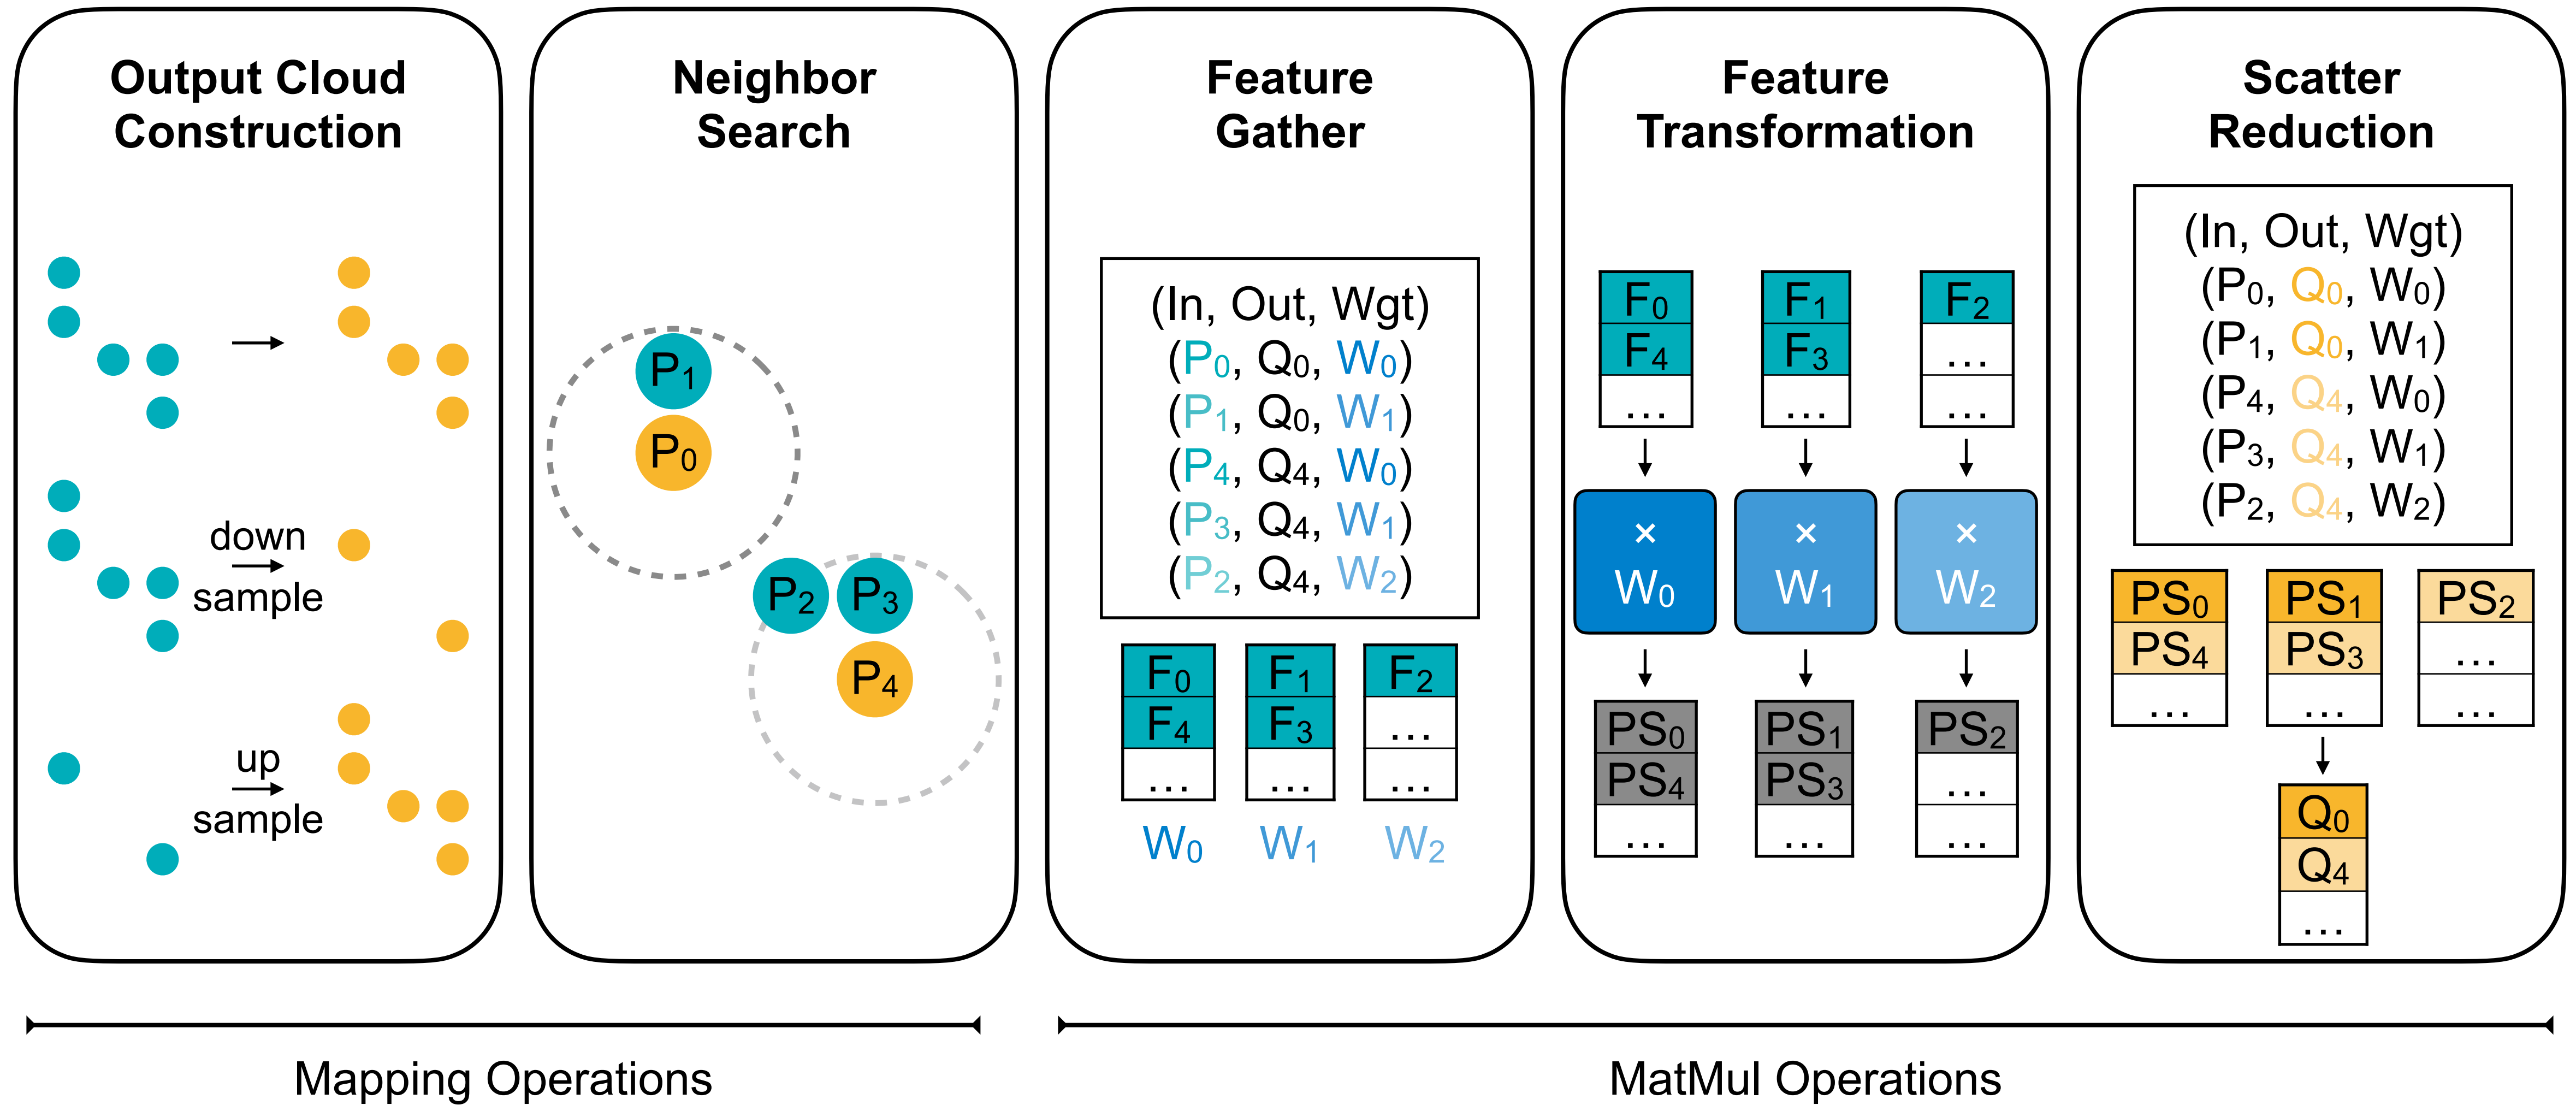 Output Cloud
Construction
down
sample
up
sample
Neighbor
Search
P₁
P₀
P₂ P₃
P₄
Feature
Gather
(In, Out, Wgt)
(P₀, Q₀, W₀)
(P₁, Q₀, W₁)
(P₄, Q₄, W₀)
(P₃, Q₄, W₁)
(P₂, Q₄, W₂)
F₀ F₁ F₂
F₄ F₃ ...
... ... ...
W₀ W₁ W₂
Feature
Transformation
F₀ F₁ F₂
F₄ F₃ ...
... ... ...
× × ×
W₀ W₁ W₂
PS₀ PS₁ PS₂
PS₄ PS₃ ...
... ... ...
Scatter
Reduction
(In, Out, Wgt)
(P₀, Q₀, W₀)
(P₁, Q₀, W₁)
(P₄, Q₄, W₀)
(P₃, Q₄, W₁)
(P₂, Q₄, W₂)
PS₀ PS₁ PS₂
PS₄ PS₃ ...
... ... ...
Q₀
Q₄
...
Mapping Operations
MatMul Operations